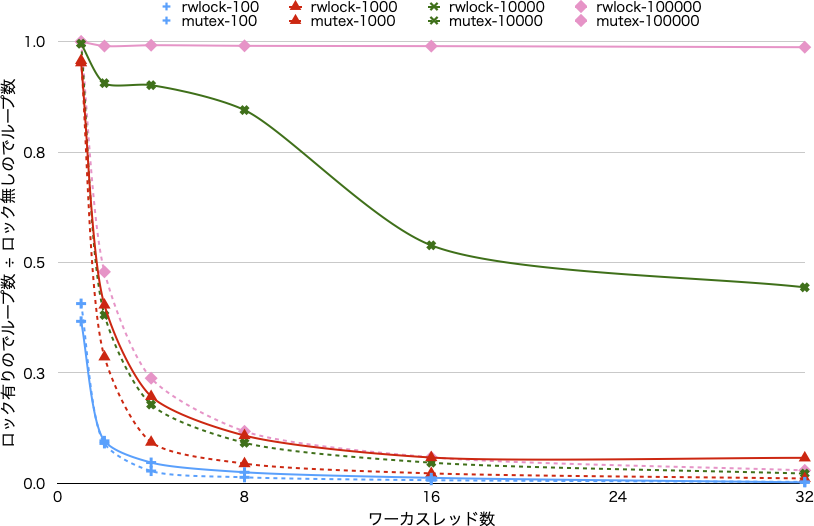 rwlock-100 rwlock-1000 rwlock-10000 rwlock-100000
mutex-100 mutex-1000 mutex-10000 mutex-100000
ロック有りのでループ数 ÷ ロック無しのでループ数
1.0
0.8
0.5
0.3
0.0
0 8 16 24 32
ワーカスレッド数